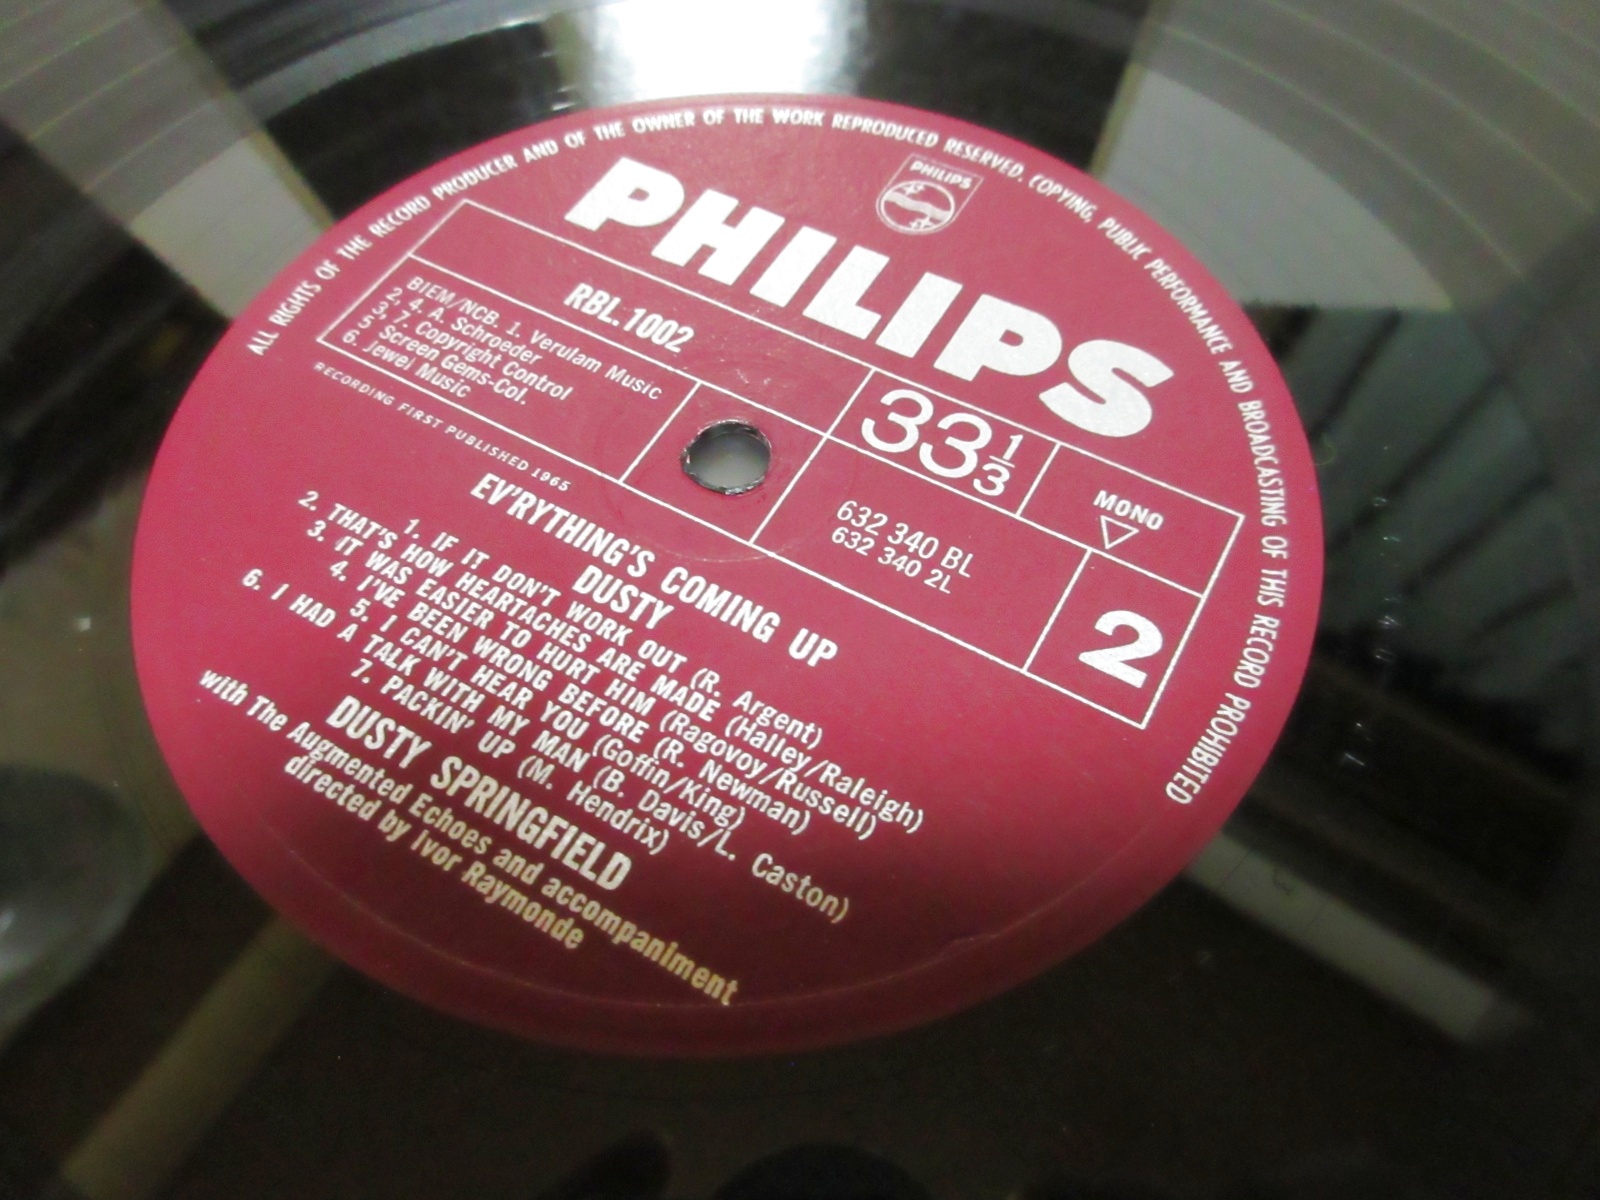 ALL RIGHTS OF THE RECORD PRODUCER AND OF THE OWNER OF THE WORK REPRODUCED RESERVED. COPYING, PUBLIC PERFORMANCE AND BROADCASTING OF THIS RECORD PROHIBITED
PHILIPS
PHILIPS
RBL.1002
BIEM/NCB. 1. Verulam Music
2, 4. A. Schroeder
3, 7. Copyright Control
5. Screen Gems-Col.
6. Jewel Music
RECORDING FIRST PUBLISHED 1965
33 1/3
MONO
632 340 BL
632 340 2L
2
EV'RYTHING'S COMING UP
DUSTY
1. IF IT DON'T WORK OUT (R. Argent)
2. THAT'S HOW HEARTACHES ARE MADE (Halley/Raleigh)
3. IT WAS EASIER TO HURT HIM (Ragovoy/Russell)
4. I'VE BEEN WRONG BEFORE (R. Newman)
5. I CAN'T HEAR YOU (Goffin/King)
6. I HAD A TALK WITH MY MAN (B. Davis/L. Caston)
7. PACKIN' UP (M. Hendrix)
DUSTY SPRINGFIELD
with The Augmented Echoes and accompaniment
directed by Ivor Raymonde